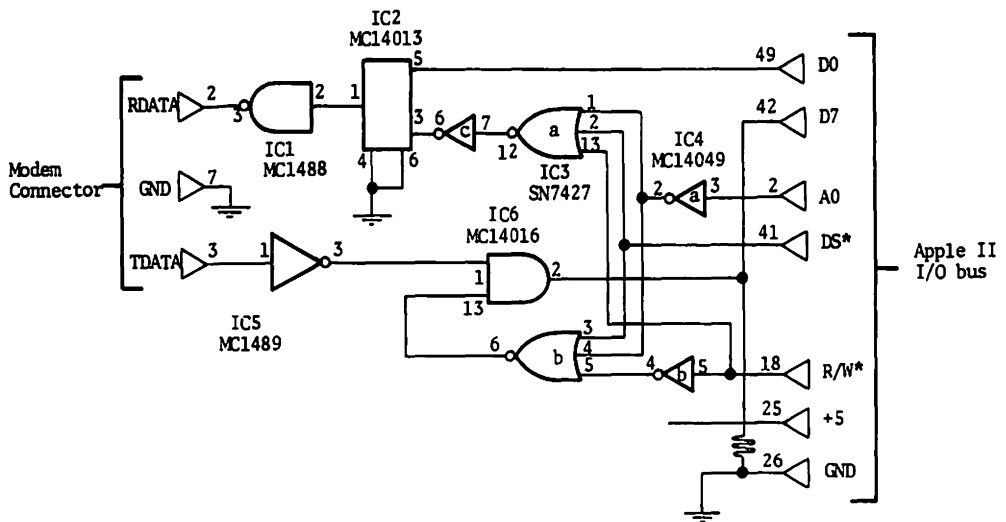 IC2
MC14013
5
49
D0
RDATA
2
3
2
1
1
42
D7
3
6
c
7
a
2
12
13
IC4
MC14049
IC1
MC1488
4
6
IC3
SN7427
2
a
3
2
A0
Modem
Connector
GND
7
IC6
MC14016
41
DS*
TDATA
3
1
3
1
2
Apple II
I/O bus
13
IC5
MC1489
6
b
3
4
5
4
b
5
18
R/W*
25
+5
26
GND